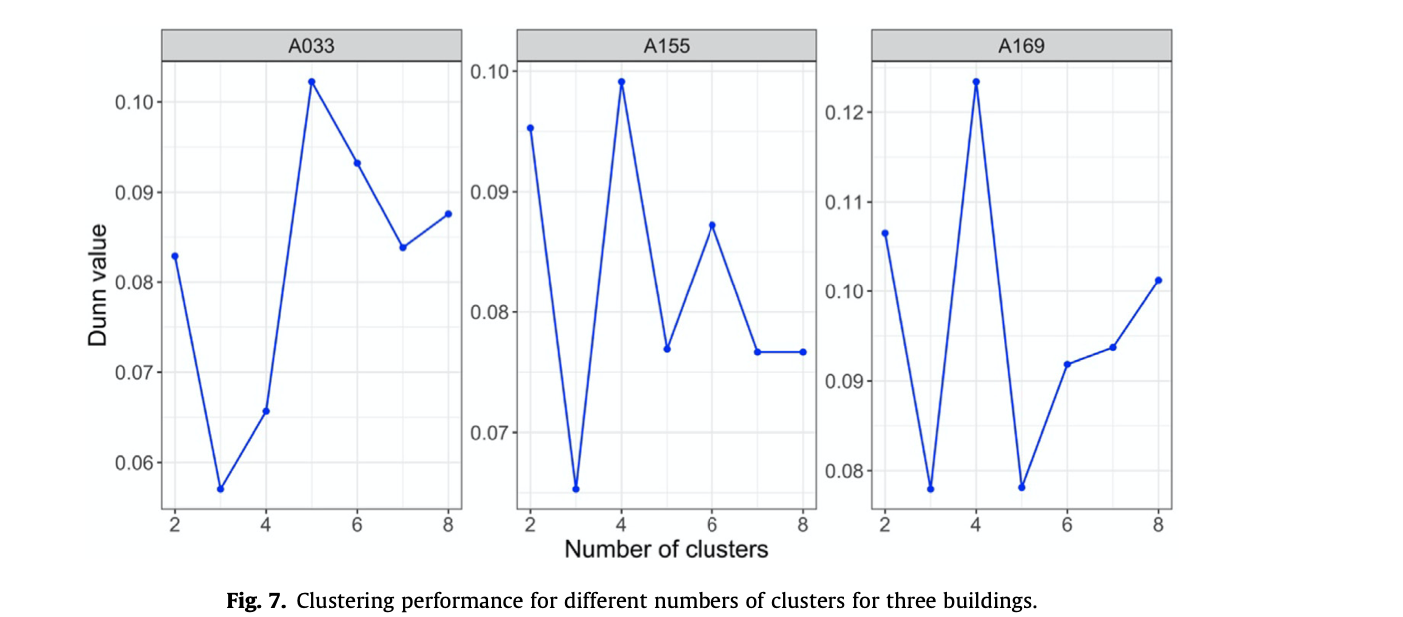 A033 A155 A169
0.10 0.10 0.12
0.09 0.09 0.11
0.08 0.08 0.10
0.07 0.07 0.09
0.06 0.08
Dunn value
2 4 6 8 2 4 6 8 2 4 6 8
Number of clusters
Fig. 7. Clustering performance for different numbers of clusters for three buildings.